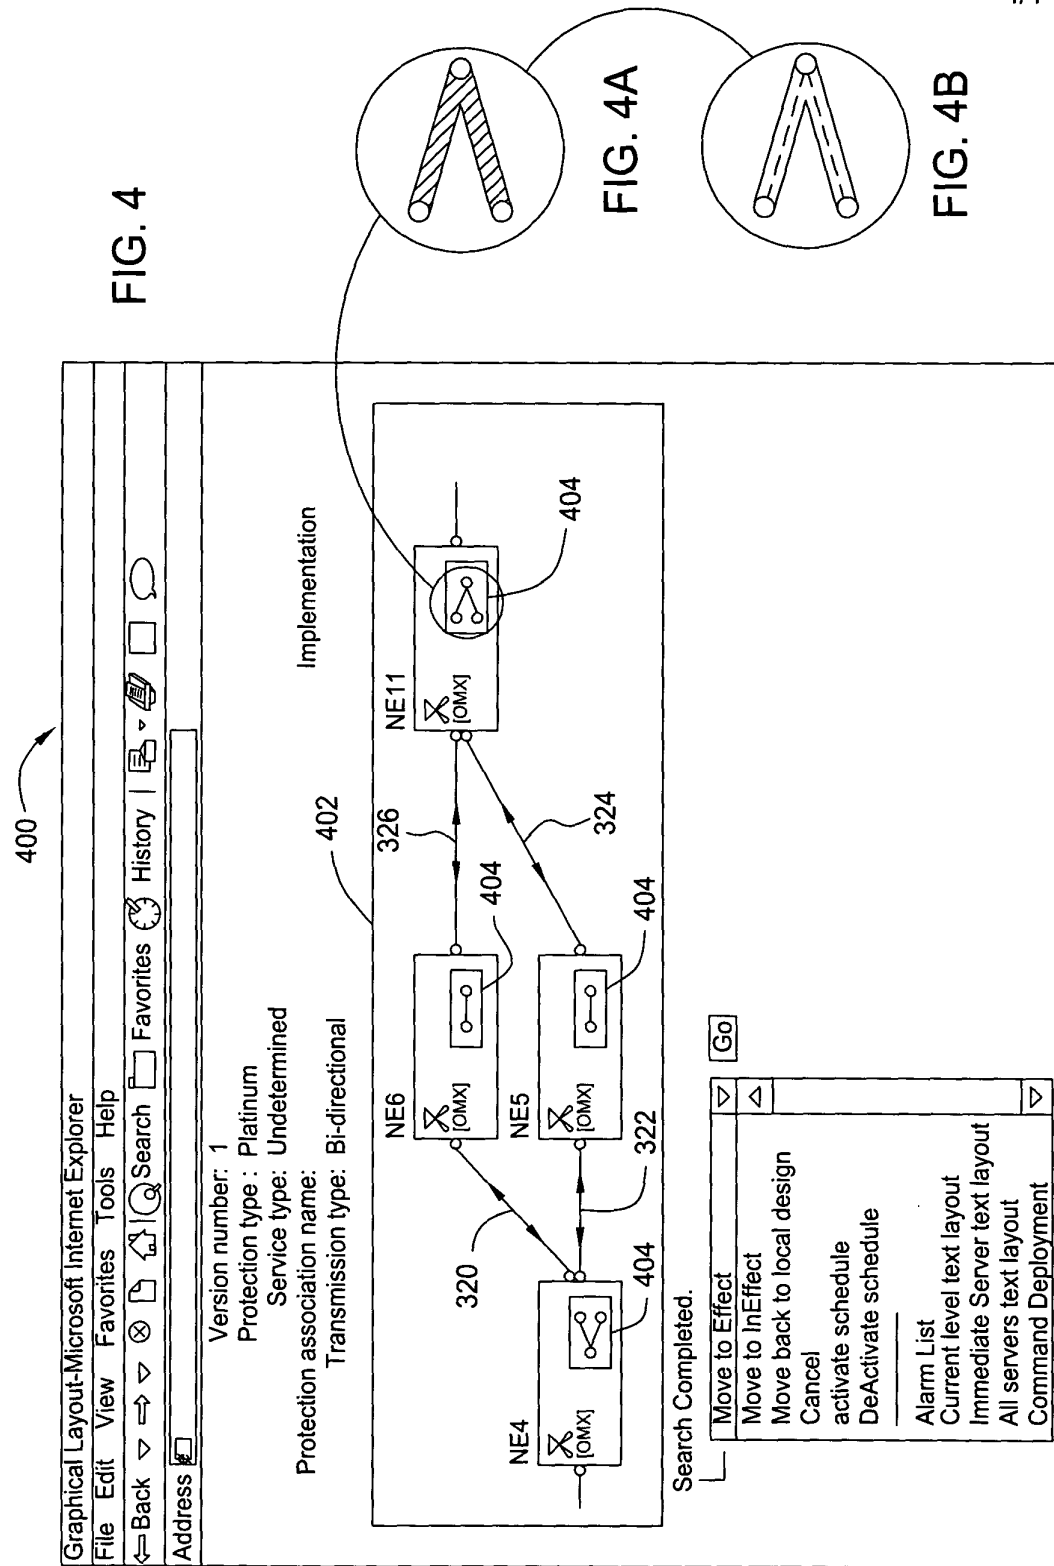 400
FIG. 4
Graphical Layout-Microsoft Internet Explorer
File Edit View Favorites Tools Help
Back Search Favorites History
Address
Version number: 1
Protection type : Platinum
Service type: Undetermined
Protection association name:
Transmission type: Bi-directional
Implementation
402
NE4
[OMX]
404
320
322
NE6
[OMX]
404
NE5
[OMX]
404
326
324
NE11
[OMX]
404
FIG. 4A
FIG. 4B
Search Completed.
Move to Effect
Go
Move to InEffect
Move back to local design
Cancel
activate schedule
DeActivate schedule
Alarm List
Current level text layout
Immediate Server text layout
All servers text layout
Command Deployment